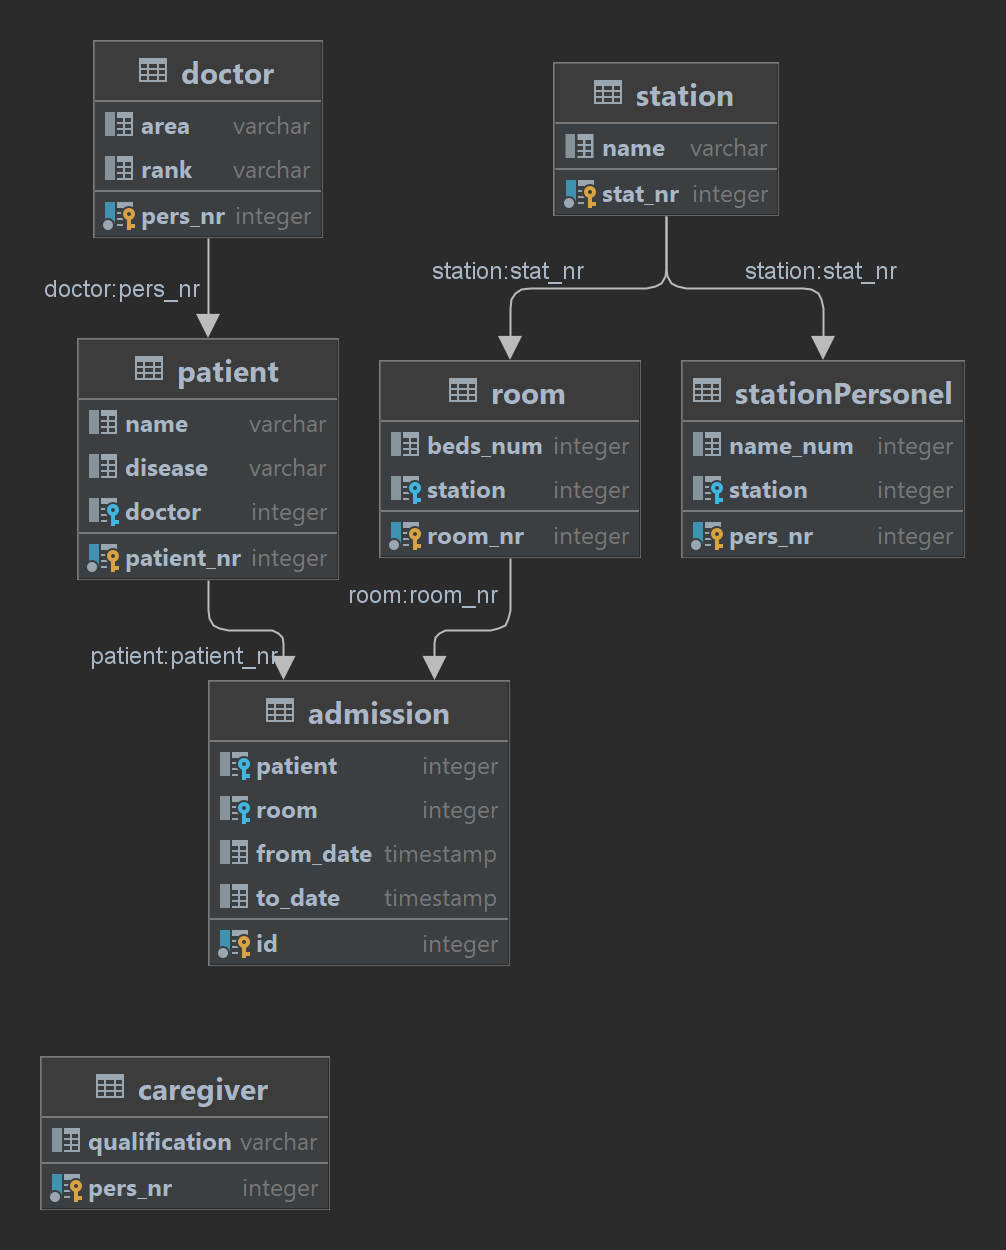 doctor
area varchar
rank varchar
pers_nr integer
doctor:pers_nr
station
name varchar
stat_nr integer
station:stat_nr
station:stat_nr
patient
name varchar
disease varchar
doctor integer
patient_nr integer
patient:patient_nr
room
beds_num integer
station integer
room_nr integer
room:room_nr
stationPersonel
name_num integer
station integer
pers_nr integer
admission
patient integer
room integer
from_date timestamp
to_date timestamp
id integer
caregiver
qualification varchar
pers_nr integer